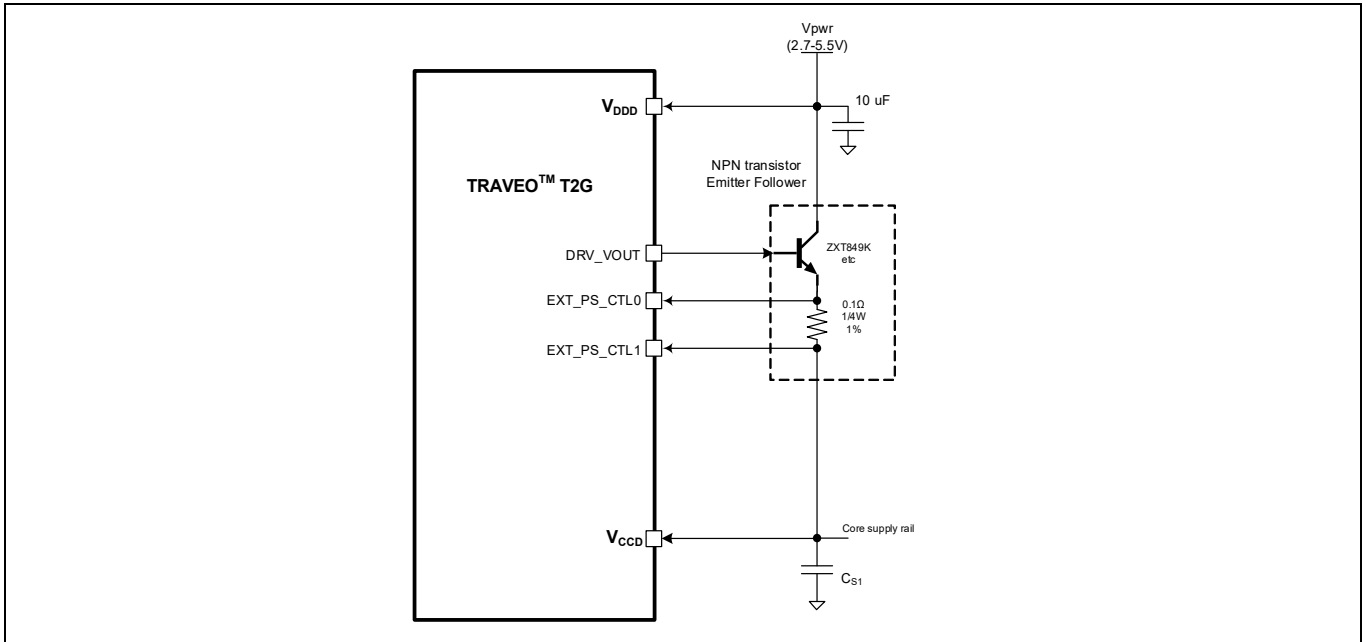 Vpwr
(2.7-5.5V)
VDDD
10 uF
NPN transistor
Emitter Follower
TRAVEO™ T2G
ZXT849K
etc
DRV_VOUT
EXT_PS_CTL0
0.1Ω
1/4W
1%
EXT_PS_CTL1
Core supply rail
VCCD
CS1